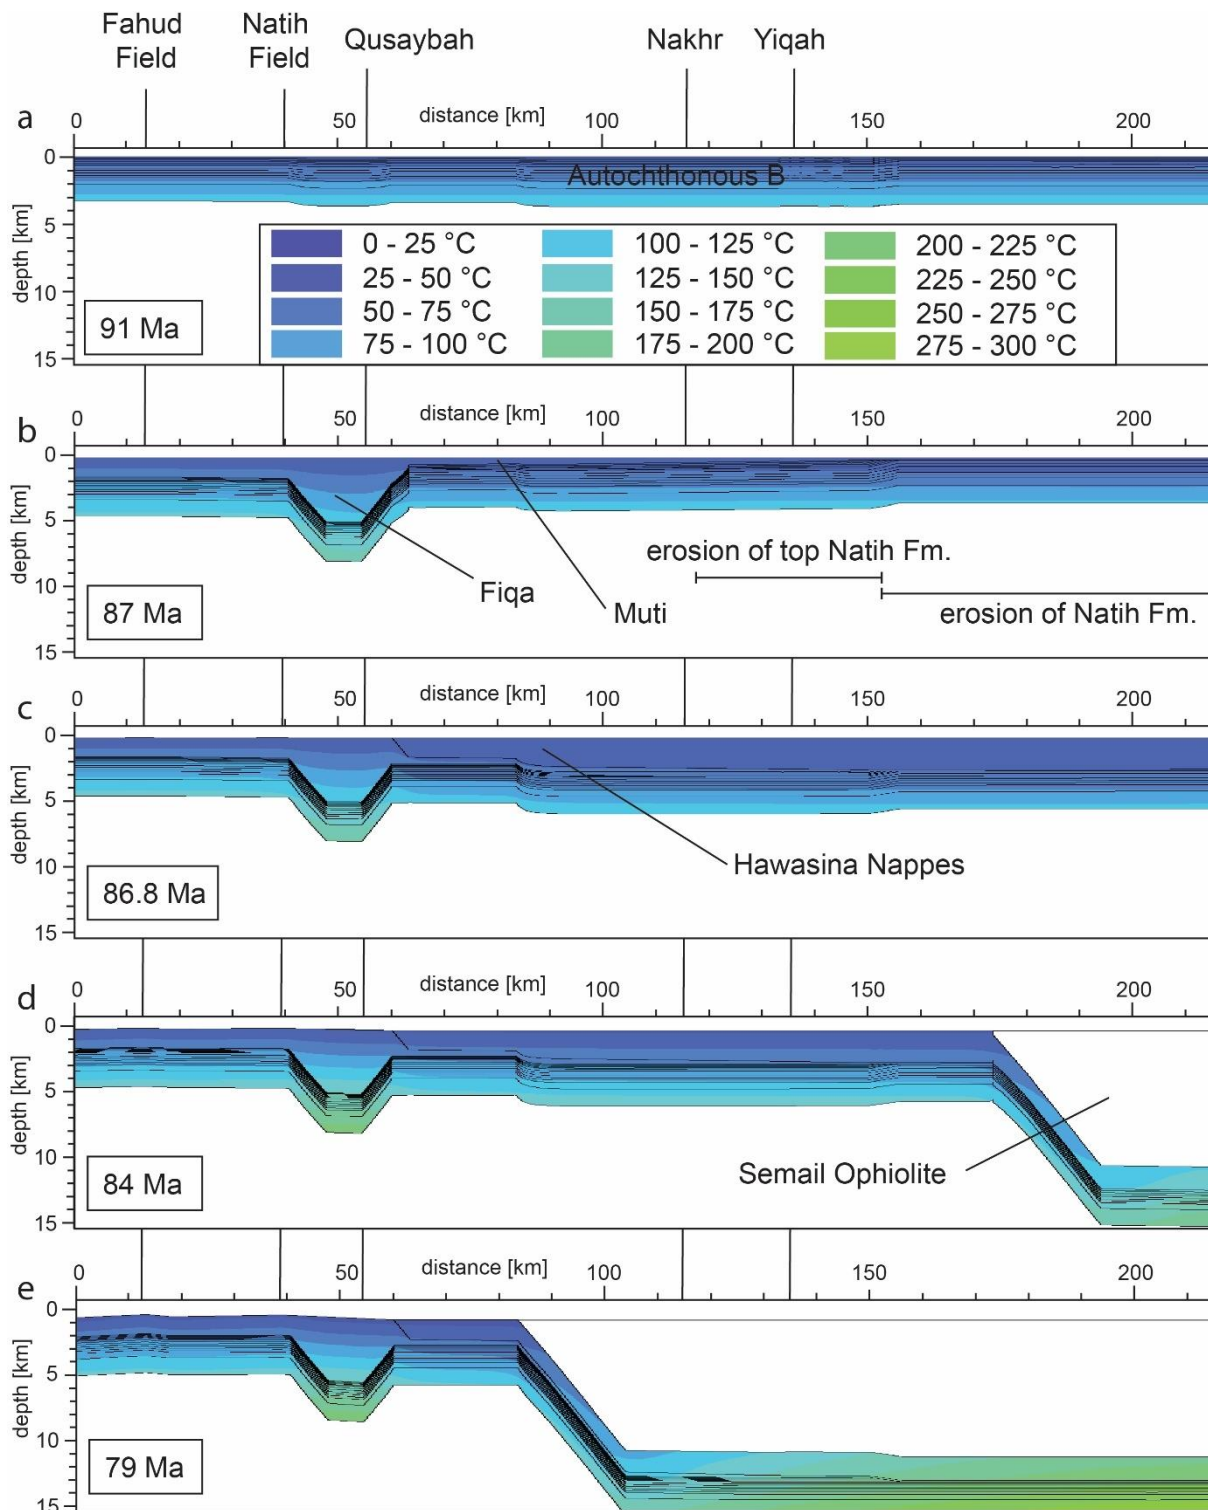 Fahud
Field
Natih
Field
Qusaybah
Nakhr
Yiqah
a
0
50
distance [km]
100
150
200
0
5
10
15
depth [km]
Autochthonous B
0 - 25 °C
25 - 50 °C
50 - 75 °C
75 - 100 °C
100 - 125 °C
125 - 150 °C
150 - 175 °C
175 - 200 °C
200 - 225 °C
225 - 250 °C
250 - 275 °C
275 - 300 °C
91 Ma
b
0
50
distance [km]
100
150
200
0
5
10
15
depth [km]
Fiqa
Muti
erosion of top Natih Fm.
erosion of Natih Fm.
87 Ma
c
0
50
distance [km]
100
150
200
0
5
10
15
depth [km]
Hawasina Nappes
86.8 Ma
d
0
50
distance [km]
100
150
200
0
5
10
15
depth [km]
Semail Ophiolite
84 Ma
e
0
50
distance [km]
100
150
200
0
5
10
15
depth [km]
79 Ma